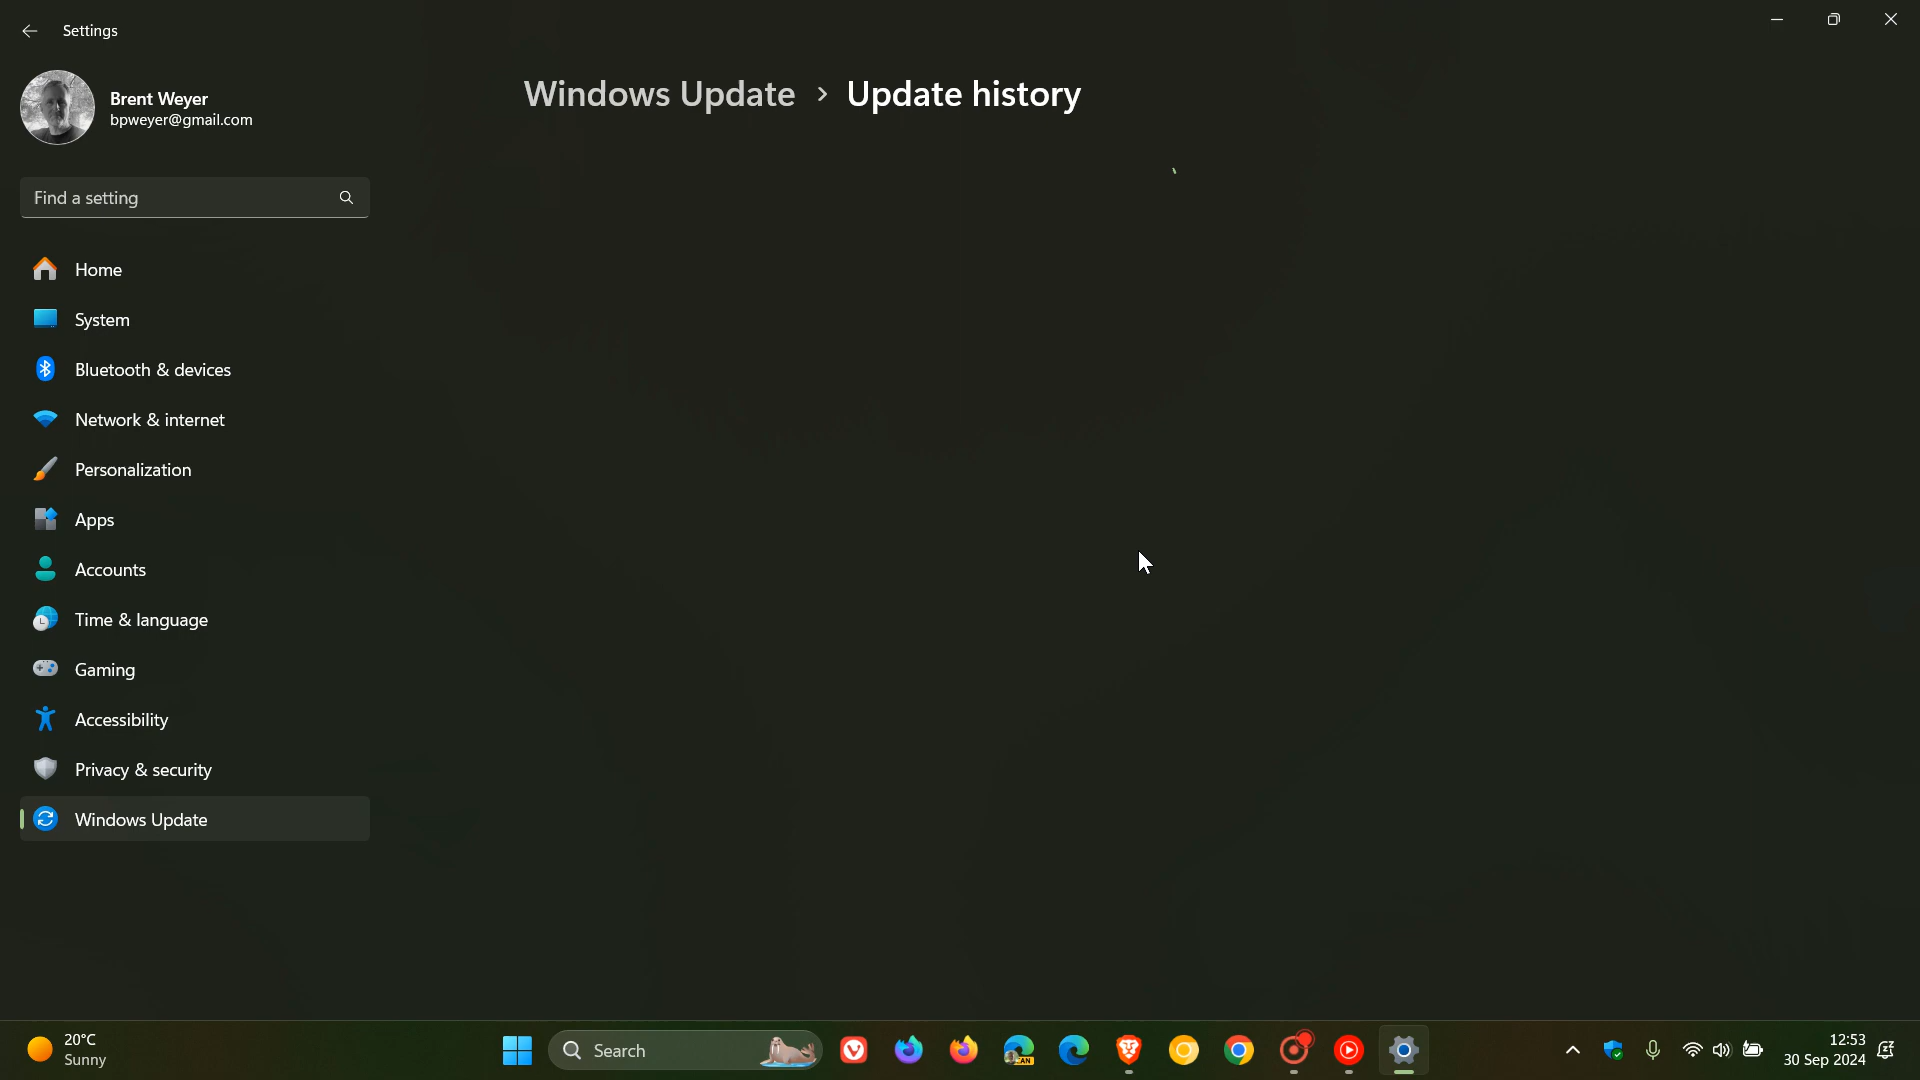 Settings
Brent Weyer
bpweyer@gmail.com
Find a setting
Home
System
Bluetooth & devices
Network & internet
Personalization
Apps
Accounts
Time & language
Gaming
Accessibility
Privacy & security
Windows Update
Windows Update > Update history
20°C
Sunny
Search
CAN
12:53
30 Sep 2024